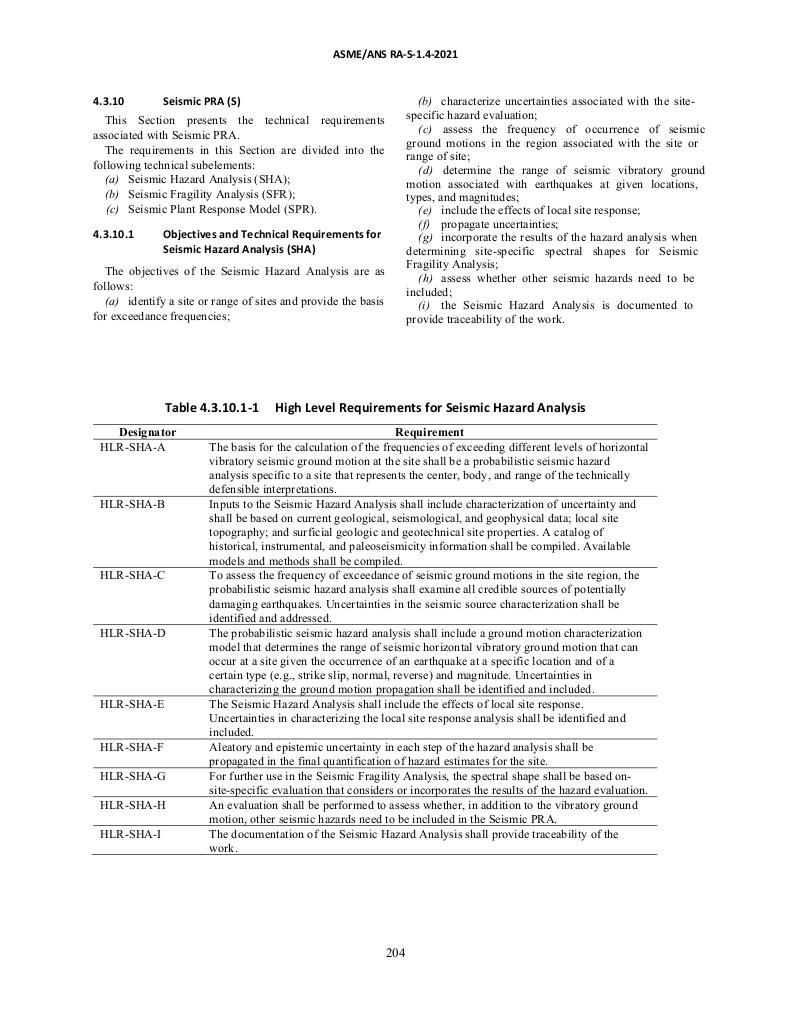 ASME/ANS RA-S-1.4-2021
4.3.10 Seismic PRA (S)
This Section presents the technical requirements
associated with Seismic PRA.
The requirements in this Section are divided into the
following technical subelements:
(a) Seismic Hazard Analysis (SHA);
(b) Seismic Fragility Analysis (SFR);
(c) Seismic Plant Response Model (SPR).
4.3.10.1 Objectives and Technical Requirements for
Seismic Hazard Analysis (SHA)
The objectives of the Seismic Hazard Analysis are as
follows:
(a) identify a site or range of sites and provide the basis
for exceedance frequencies;
(b) characterize uncertainties associated with the site-
specific hazard evaluation;
(c) assess the frequency of occurrence of seismic
ground motions in the region associated with the site or
range of site;
(d) determine the range of seismic vibratory ground
motion associated with earthquakes at given locations,
types, and magnitudes;
(e) include the effects of local site response;
(f) propagate uncertainties;
(g) incorporate the results of the hazard analysis when
determining site-specific spectral shapes for Seismic
Fragility Analysis;
(h) assess whether other seismic hazards need to be
included;
(i) the Seismic Hazard Analysis is documented to
provide traceability of the work.
Table 4.3.10.1-1 High Level Requirements for Seismic Hazard Analysis
Designator Requirement
HLR-SHA-A The basis for the calculation of the frequencies of exceeding different levels of horizontal
vibratory seismic ground motion at the site shall be a probabilistic seismic hazard
analysis specific to a site that represents the center, body, and range of the technically
defensible interpretations.
HLR-SHA-B Inputs to the Seismic Hazard Analysis shall include characterization of uncertainty and
shall be based on current geological, seismological, and geophysical data; local site
topography; and surficial geologic and geotechnical site properties. A catalog of
historical, instrumental, and paleoseismicity information shall be compiled. Available
models and methods shall be compiled.
HLR-SHA-C To assess the frequency of exceedance of seismic ground motions in the site region, the
probabilistic seismic hazard analysis shall examine all credible sources of potentially
damaging earthquakes. Uncertainties in the seismic source characterization shall be
identified and addressed.
HLR-SHA-D The probabilistic seismic hazard analysis shall include a ground motion characterization
model that determines the range of seismic horizontal vibratory ground motion that can
occur at a site given the occurrence of an earthquake at a specific location and of a
certain type (e.g., strike slip, normal, reverse) and magnitude. Uncertainties in
characterizing the ground motion propagation shall be identified and included.
HLR-SHA-E The Seismic Hazard Analysis shall include the effects of local site response.
Uncertainties in characterizing the local site response analysis shall be identified and
included.
HLR-SHA-F Aleatory and epistemic uncertainty in each step of the hazard analysis shall be
propagated in the final quantification of hazard estimates for the site.
HLR-SHA-G For further use in the Seismic Fragility Analysis, the spectral shape shall be based on-
site-specific evaluation that considers or incorporates the results of the hazard evaluation.
HLR-SHA-H An evaluation shall be performed to assess whether, in addition to the vibratory ground
motion, other seismic hazards need to be included in the Seismic PRA.
HLR-SHA-I The documentation of the Seismic Hazard Analysis shall provide traceability of the
work.
204